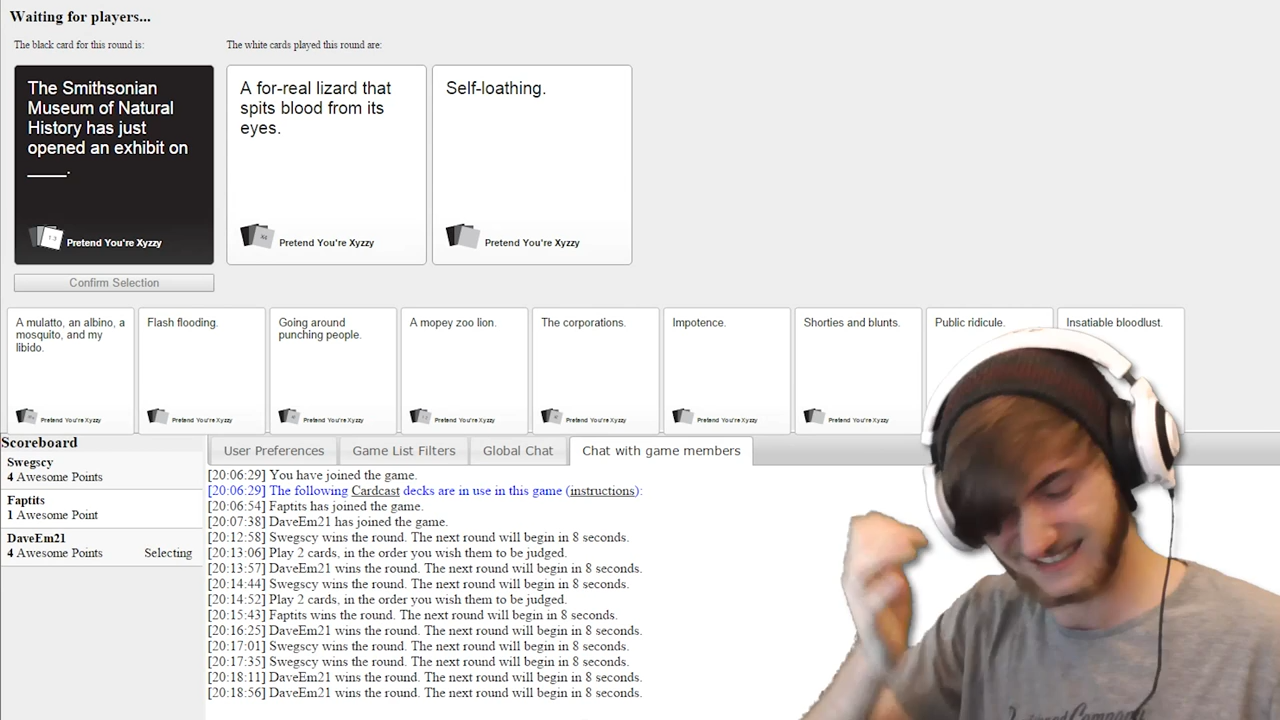 Waiting for players...
The black card for this round is:
The white cards played this round are:
The Smithsonian
Museum of Natural
History has just
opened an exhibit on
____.
Pretend You're Xyzzy
A for-real lizard that
spits blood from its
eyes.
Pretend You're Xyzzy
Self-loathing.
Pretend You're Xyzzy
Confirm Selection
A mulatto, an albino, a
mosquito, and my
libido.
Pretend You're Xyzzy
Flash flooding.
Pretend You're Xyzzy
Going around
punching people.
Pretend You're Xyzzy
A mopey zoo lion.
Pretend You're Xyzzy
The corporations.
Pretend You're Xyzzy
Impotence.
Pretend You're Xyzzy
Shorties and blunts.
Pretend You're Xyzzy
Public ridicule.
Insatiable bloodlust.
Scoreboard
Swegscy
4 Awesome Points
Faptits
1 Awesome Point
DaveEm21
4 Awesome Points Selecting
User Preferences
Game List Filters
Global Chat
Chat with game members
[20:06:29] You have joined the game.
[20:06:29] The following Cardcast decks are in use in this game (instructions):
[20:06:54] Faptits has joined the game.
[20:07:38] DaveEm21 has joined the game.
[20:12:58] Swegscy wins the round. The next round will begin in 8 seconds.
[20:13:06] Play 2 cards, in the order you wish them to be judged.
[20:13:57] DaveEm21 wins the round. The next round will begin in 8 seconds.
[20:14:44] Swegscy wins the round. The next round will begin in 8 seconds.
[20:14:52] Play 2 cards, in the order you wish them to be judged.
[20:15:43] Faptits wins the round. The next round will begin in 8 seconds.
[20:16:25] DaveEm21 wins the round. The next round will begin in 8 seconds.
[20:17:01] Swegscy wins the round. The next round will begin in 8 seconds.
[20:17:35] Swegscy wins the round. The next round will begin in 8 seconds.
[20:18:11] DaveEm21 wins the round. The next round will begin in 8 seconds.
[20:18:56] DaveEm21 wins the round. The next round will begin in 8 seconds.